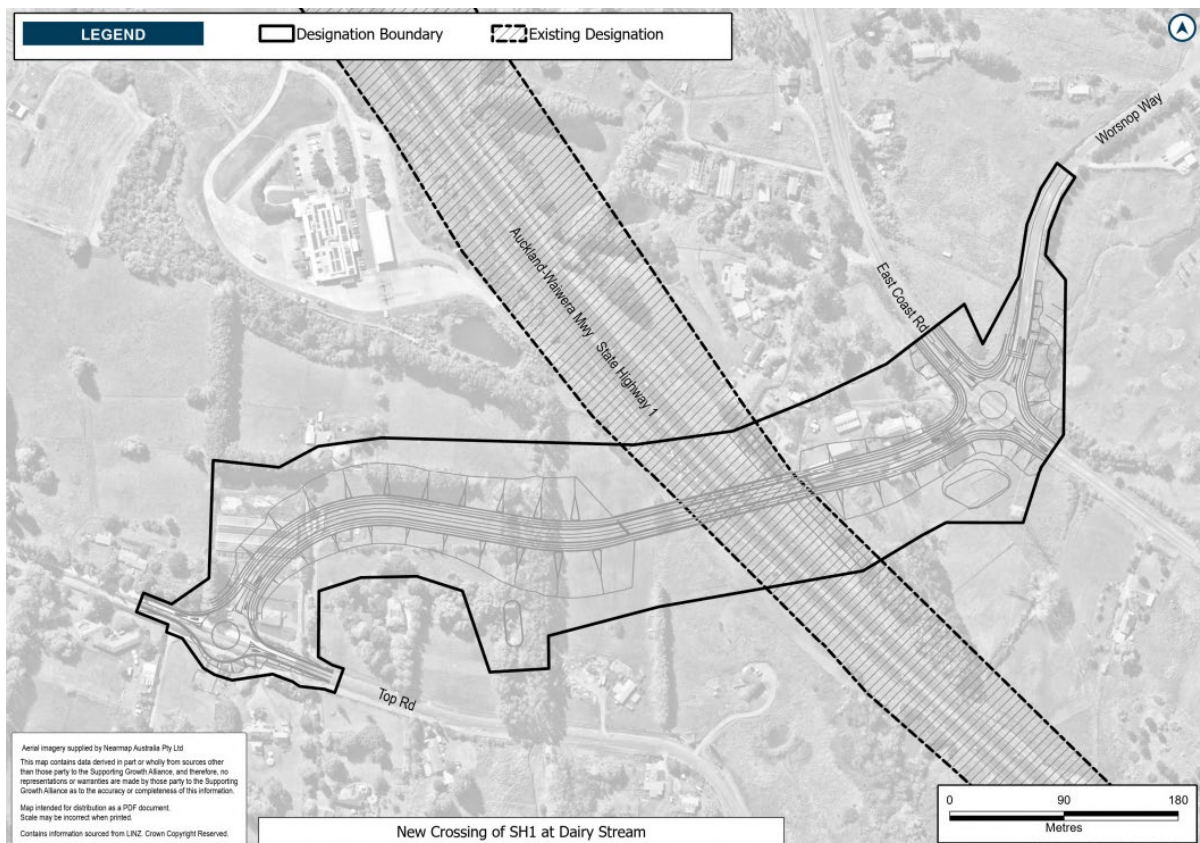 LEGEND
Designation Boundary
Existing Designation
Worsnop Way
East Coast Rd
Auckland-Waiwera Mwy State Highway 1
Top Rd
Aerial imagery supplied by Nearmap Australia Pty Ltd
This map contains data derived in part or wholly from sources other
than those party to the Supporting Growth Alliance, and therefore, no
representations or warranties are made by those party to the Supporting
Growth Alliance as to the accuracy or completeness of this information.
Map intended for distribution as a PDF document.
Scale may be incorrect when printed.
Contains information sourced from LINZ. Crown Copyright Reserved.
New Crossing of SH1 at Dairy Stream
0 90 180
Metres